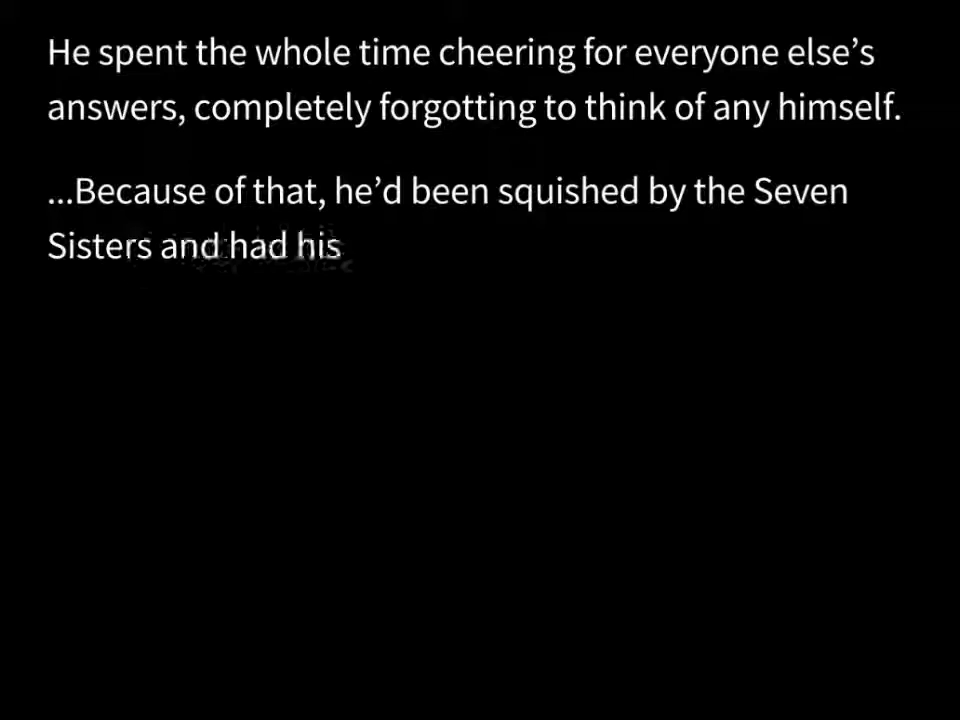 He spent the whole time cheering for everyone else’s
answers, completely forgotting to think of any himself.
...Because of that, he’d been squished by the Seven
Sisters and had his